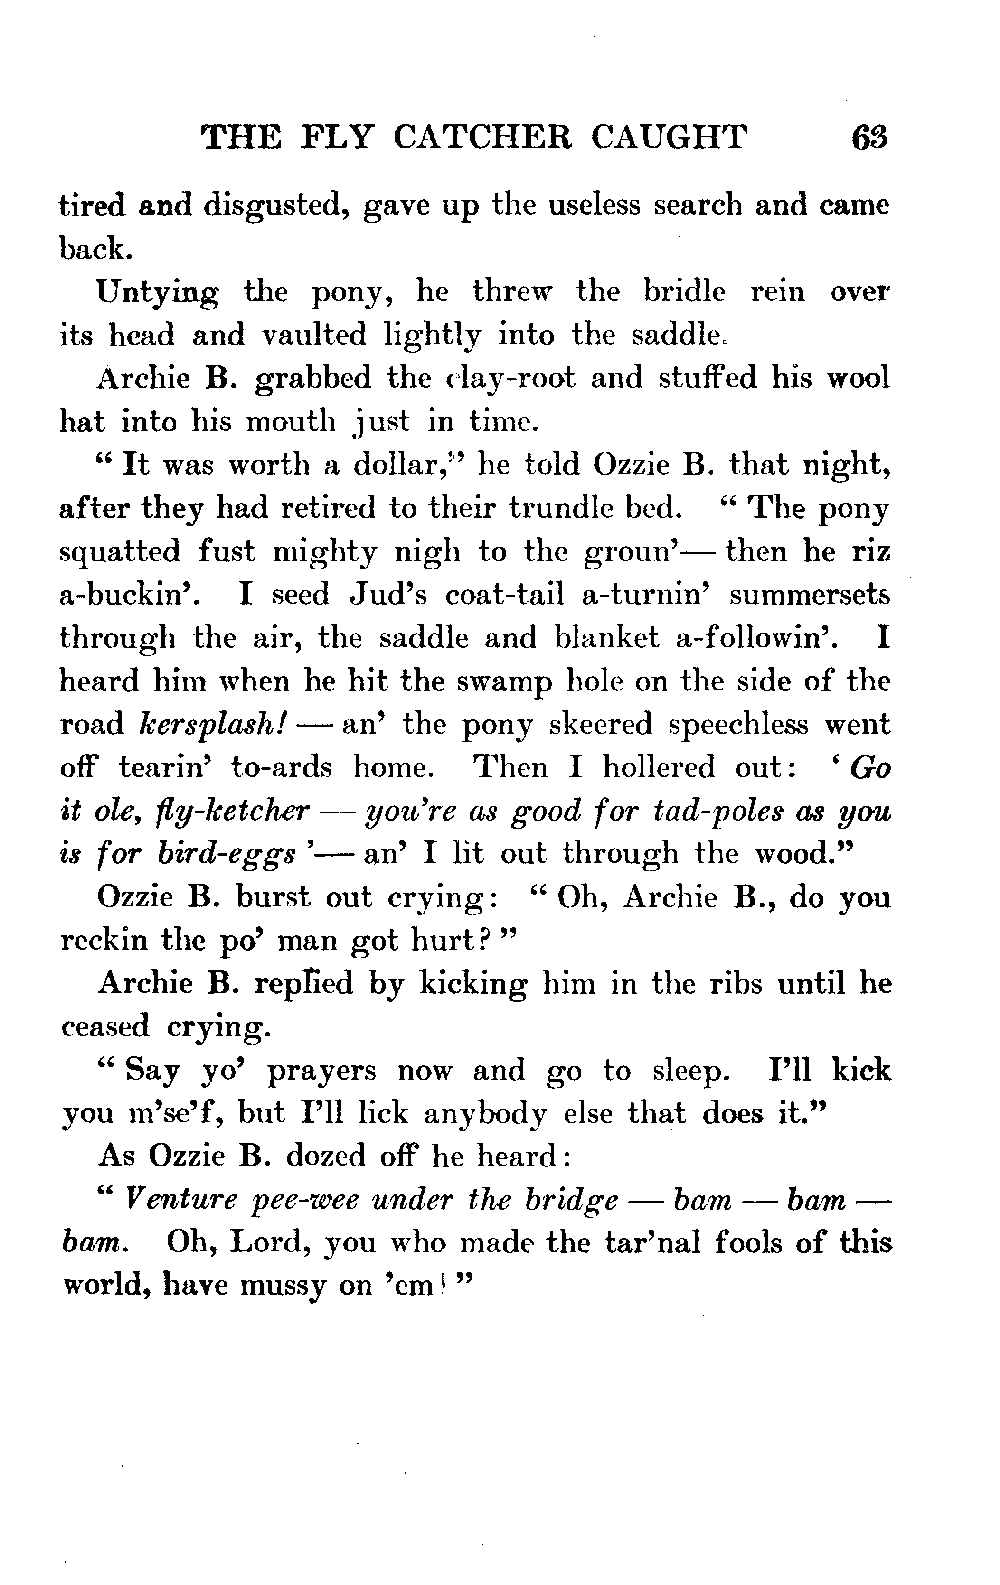 THE FLY CATCHER CAUGHT 63
tired and disgusted, gave up the useless search and came
back.
Untying the pony, he threw the bridle rein over
its head and vaulted lightly into the saddle.
Archie B. grabbed the clay-root and stuffed his wool
hat into his mouth just in time.
“ It was worth a dollar,” he told Ozzie B. that night,
after they had retired to their trundle bed. “ The pony
squatted fust mighty nigh to the groun’— then he riz
a-buckin’. I seed Jud’s coat-tail a-turnin’ summersets
through the air, the saddle and blanket a-followin’. I
heard him when he hit the swamp hole on the side of the
road kersplash! — an’ the pony skeered speechless went
off tearin’ to-ards home. Then I hollered out: ‘ Go
it ole, fly-ketcher — you’re as good for tad-poles as you
is for bird-eggs ’— an’ I lit out through the wood.”
Ozzie B. burst out crying: “ Oh, Archie B., do you
reckin the po’ man got hurt? ”
Archie B. replied by kicking him in the ribs until he
ceased crying.
“ Say yo’ prayers now and go to sleep. I’ll kick
you m’se’f, but I’ll lick anybody else that does it.”
As Ozzie B. dozed off he heard:
“ Venture pee-wee under the bridge — bam — bam —
bam. Oh, Lord, you who made the tar’nal fools of this
world, have mussy on ’em! ”